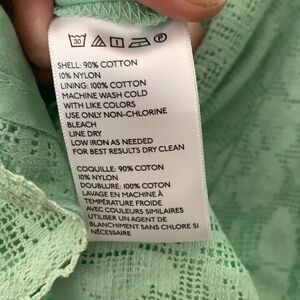 30 P
SHELL: 90% COTTON
10% NYLON
LINING: 100% COTTON
MACHINE WASH COLD
WITH LIKE COLORS
USE ONLY NON-CHLORINE
BLEACH
LINE DRY
LOW IRON AS NEEDED
FOR BEST RESULTS DRY CLEAN
COQUILLE: 90% COTON
10% NYLON
DOUBLURE: 100% COTON
LAVAGE EN MACHINE À
TEMPÉRATURE FROIDE
AVEC COULEURS SIMILAIRES
UTILISER UN AGENT DE
BLANCHIMENT SANS CHLORE SI
NÉCESSAIRE